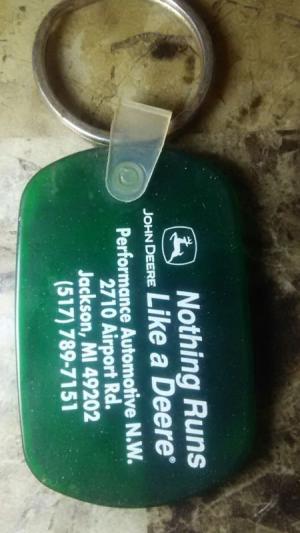 Nothing Runs
Like a Deere®
JOHN DEERE
Performance Automotive N.W.
2710 Airport Rd.
Jackson, MI 49202
(517) 789-7151